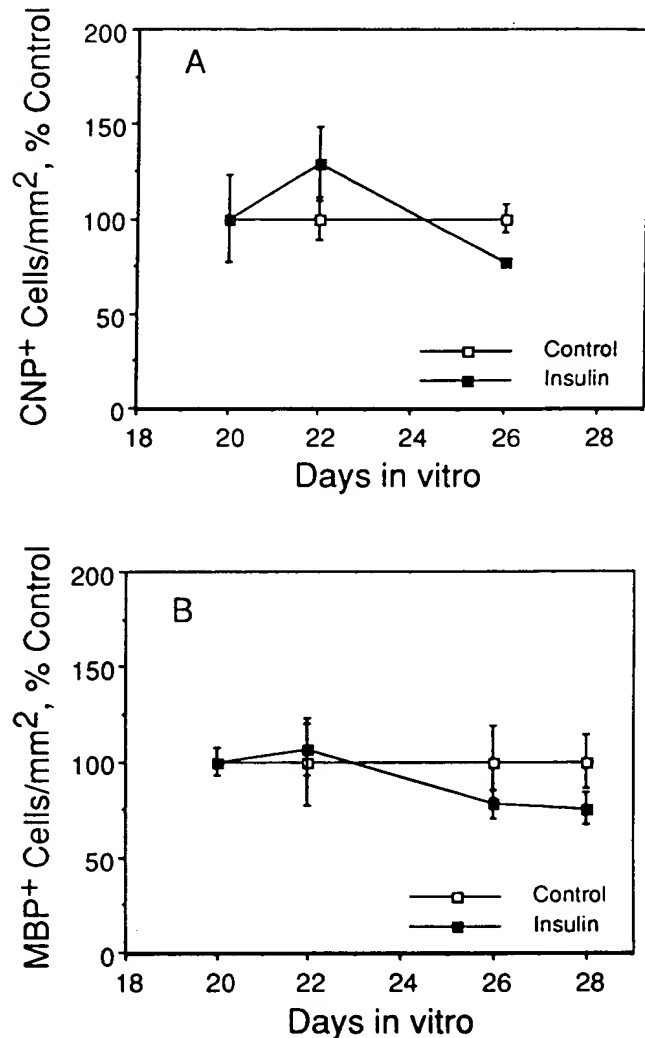 CNP+ Cells/mm2, % Control
200
150
100
50
0
A
Control
Insulin
18 20 22 24 26 28
Days in vitro
MBP+ Cells/mm2, % Control
200
150
100
50
0
B
Control
Insulin
18 20 22 24 26 28
Days in vitro